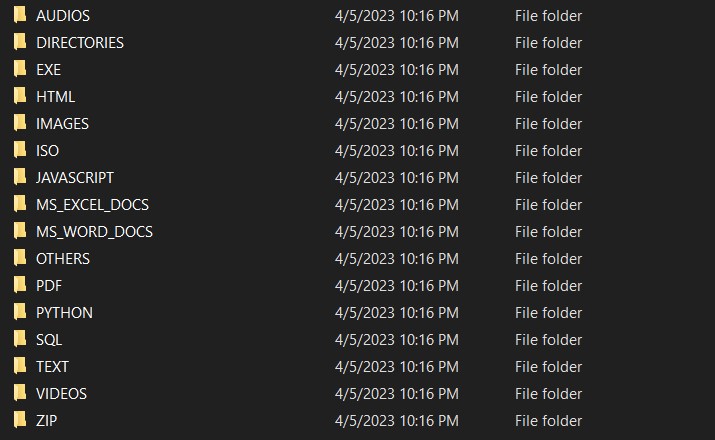 AUDIOS 4/5/2023 10:16 PM File folder
DIRECTORIES 4/5/2023 10:16 PM File folder
EXE 4/5/2023 10:16 PM File folder
HTML 4/5/2023 10:16 PM File folder
IMAGES 4/5/2023 10:16 PM File folder
ISO 4/5/2023 10:16 PM File folder
JAVASCRIPT 4/5/2023 10:16 PM File folder
MS_EXCEL_DOCS 4/5/2023 10:16 PM File folder
MS_WORD_DOCS 4/5/2023 10:16 PM File folder
OTHERS 4/5/2023 10:16 PM File folder
PDF 4/5/2023 10:16 PM File folder
PYTHON 4/5/2023 10:16 PM File folder
SQL 4/5/2023 10:16 PM File folder
TEXT 4/5/2023 10:16 PM File folder
VIDEOS 4/5/2023 10:16 PM File folder
ZIP 4/5/2023 10:16 PM File folder